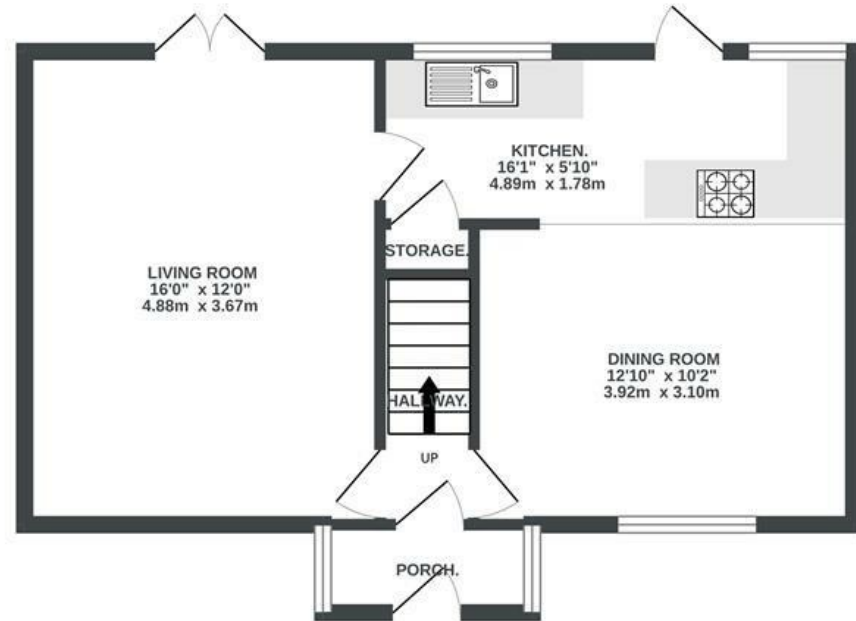 KITCHEN.
16'1" x 5'10"
4.89m x 1.78m
STORAGE.
LIVING ROOM
16'0" x 12'0"
4.88m x 3.67m
DINING ROOM
12'10" x 10'2"
3.92m x 3.10m
HALLWAY.
UP
PORCH.